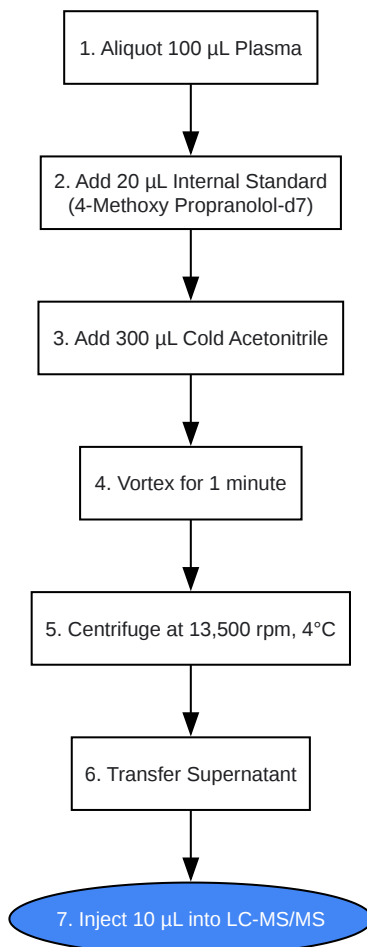 1. Aliquot 100 µL Plasma
2. Add 20 µL Internal Standard
(4-Methoxy Propranolol-d7)
3. Add 300 µL Cold Acetonitrile
4. Vortex for 1 minute
5. Centrifuge at 13,500 rpm, 4°C
6. Transfer Supernatant
7. Inject 10 µL into LC-MS/MS